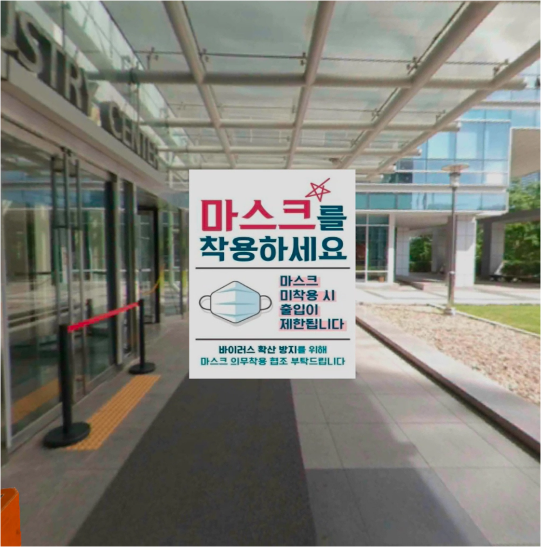 STRY CENTER
마스크를
착용하세요
마스크
미착용 시
출입이
제한됩니다
바이러스 확산 방지를 위해
마스크 의무착용 협조 부탁드립니다